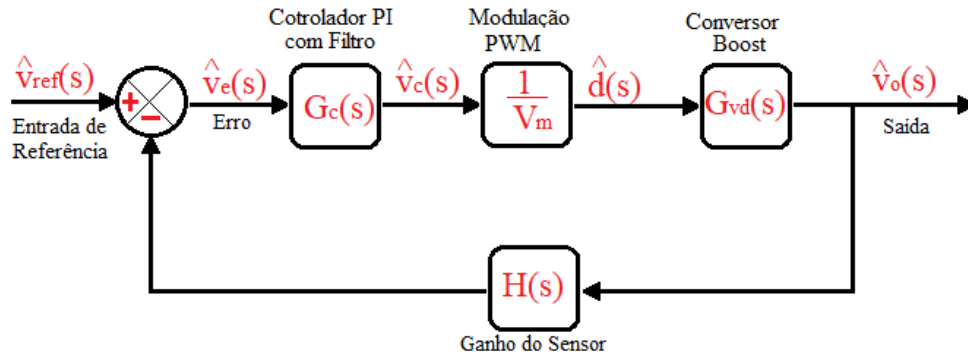 Cotrolador PI
com Filtro
Modulação
PWM
Conversor
Boost
v̂ref(s)
+
−
v̂e(s)
Gc(s)
v̂c(s)
1
Vm
d̂(s)
Gvd(s)
v̂o(s)
Entrada de
Referência
Erro
Saída
H(s)
Ganho do Sensor